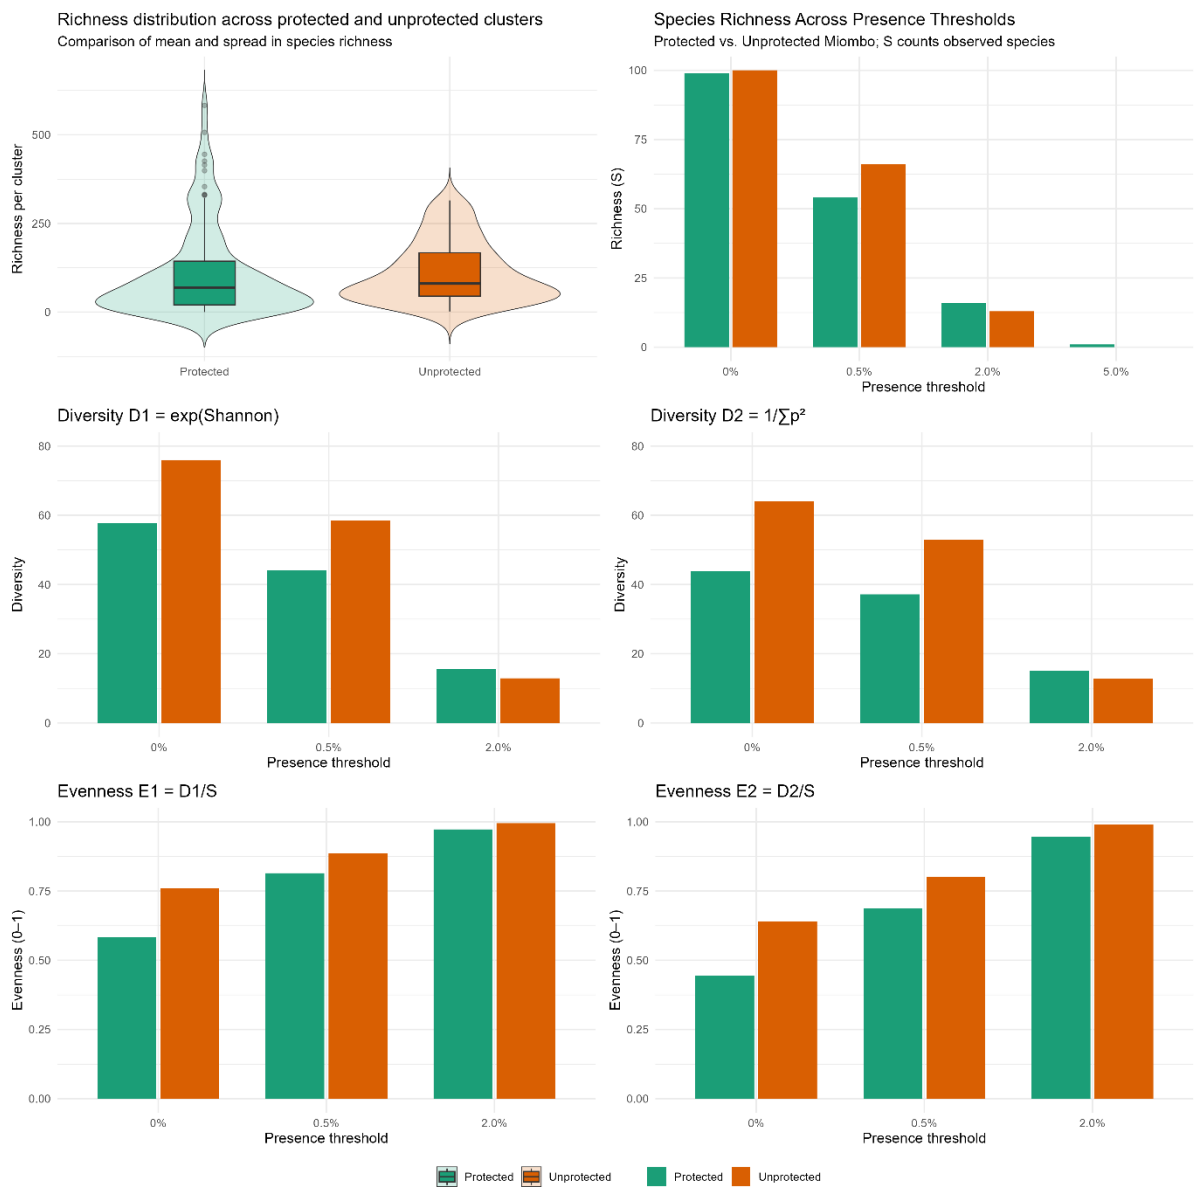 Richness distribution across protected and unprotected clusters
Comparison of mean and spread in species richness
Richness per cluster
500
250
0
Protected
Unprotected
Species Richness Across Presence Thresholds
Protected vs. Unprotected Miombo; S counts observed species
Richness (S)
100
75
50
25
0
0%
0.5%
2.0%
5.0%
Presence threshold
Diversity D1 = exp(Shannon)
Diversity
80
60
40
20
0
0%
0.5%
2.0%
Presence threshold
Diversity D2 = 1/∑p²
Diversity
80
60
40
20
0
0%
0.5%
2.0%
Presence threshold
Evenness E1 = D1/S
Evenness (0–1)
1.00
0.75
0.50
0.25
0.00
0%
0.5%
2.0%
Presence threshold
Evenness E2 = D2/S
Evenness (0–1)
1.00
0.75
0.50
0.25
0.00
0%
0.5%
2.0%
Presence threshold
Protected Unprotected Protected Unprotected